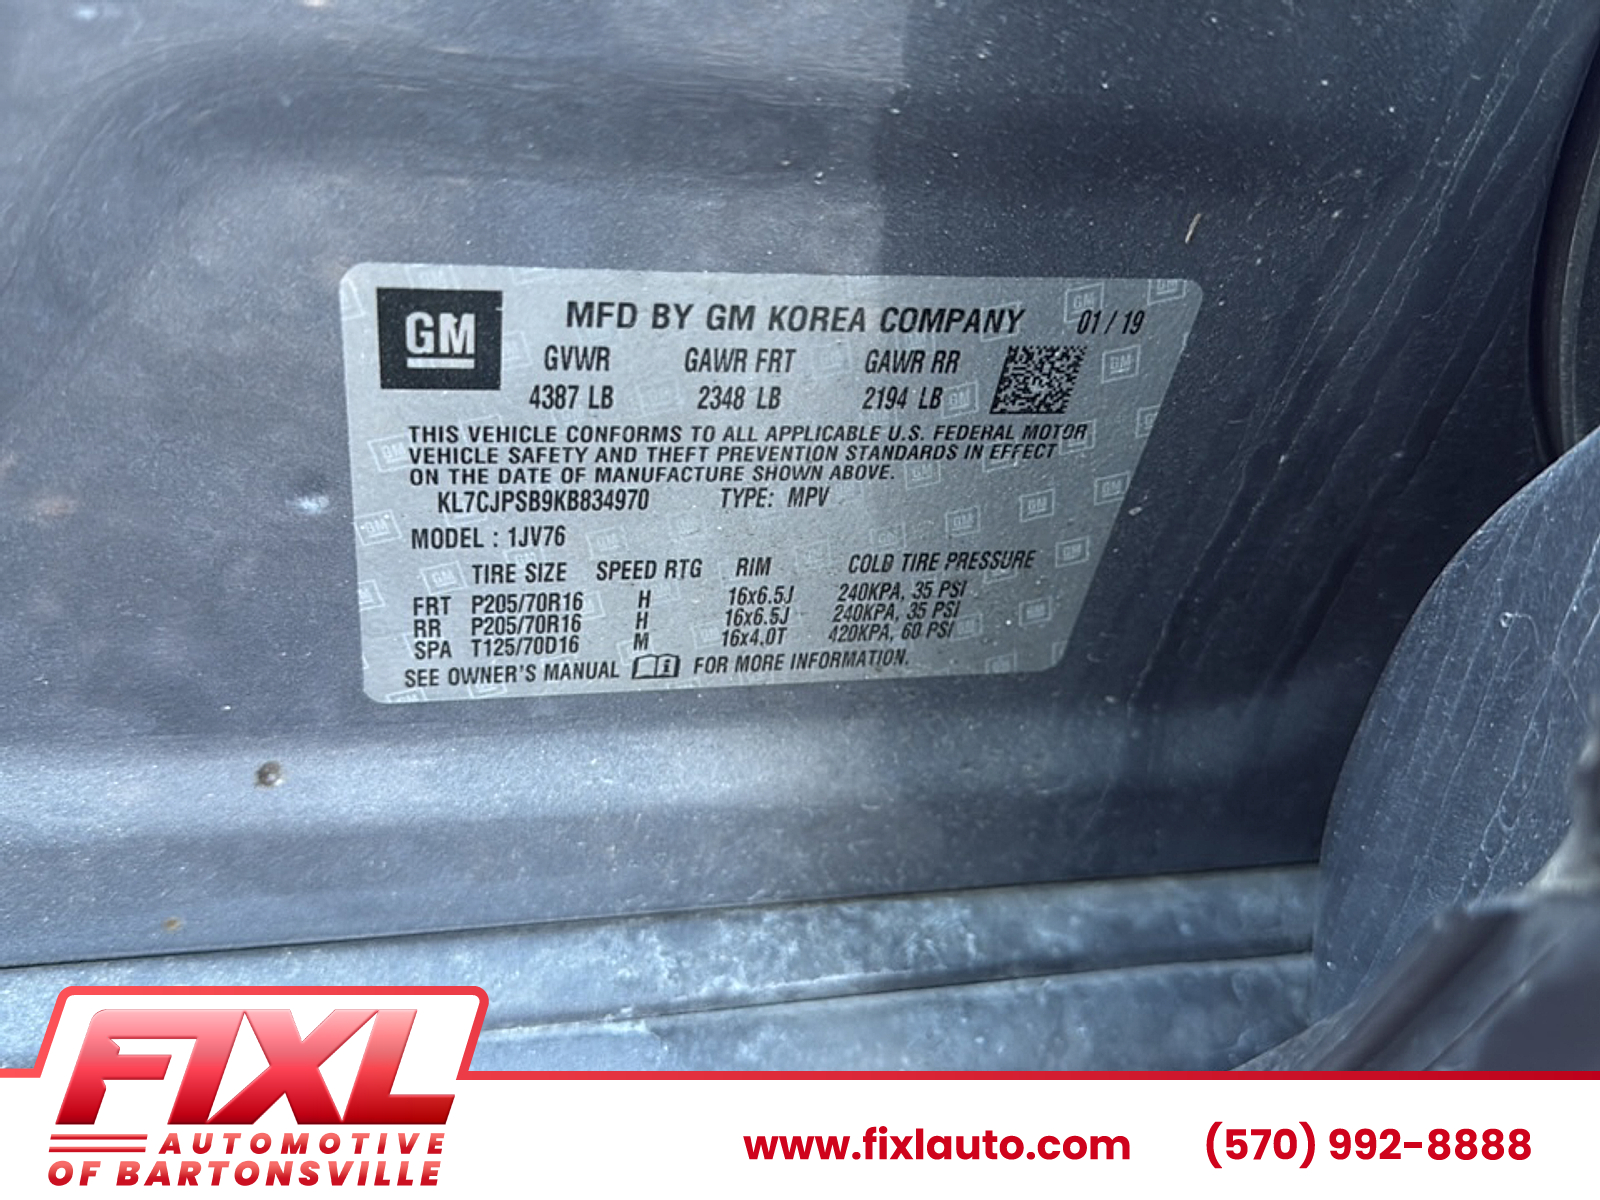 GM
MFD BY GM KOREA COMPANY 01 / 19
GVWR GAWR FRT GAWR RR
4387 LB 2348 LB 2194 LB
THIS VEHICLE CONFORMS TO ALL APPLICABLE U.S. FEDERAL MOTOR
VEHICLE SAFETY AND THEFT PREVENTION STANDARDS IN EFFECT
ON THE DATE OF MANUFACTURE SHOWN ABOVE.
KL7CJPSB9KB834970 TYPE: MPV
MODEL : 1JV76
TIRE SIZE SPEED RTG RIM COLD TIRE PRESSURE
FRT P205/70R16 H 16x6.5J 240KPA, 35 PSI
RR P205/70R16 H 16x6.5J 240KPA, 35 PSI
SPA T125/70D16 M 16x4.0T 420KPA, 60 PSI
SEE OWNER'S MANUAL FOR MORE INFORMATION.
FIXL
AUTOMOTIVE
OF BARTONSVILLE
www.fixlauto.com (570) 992-8888